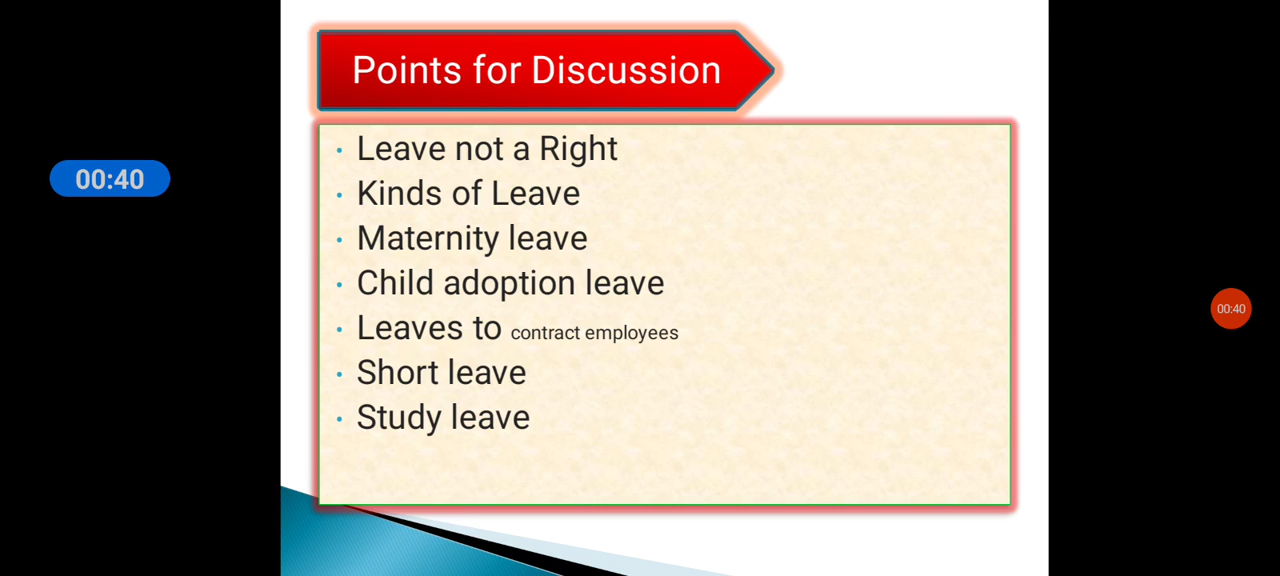 Points for Discussion
00:40
• Leave not a Right
• Kinds of Leave
• Maternity leave
• Child adoption leave
• Leaves to contract employees
• Short leave
• Study leave
00:40